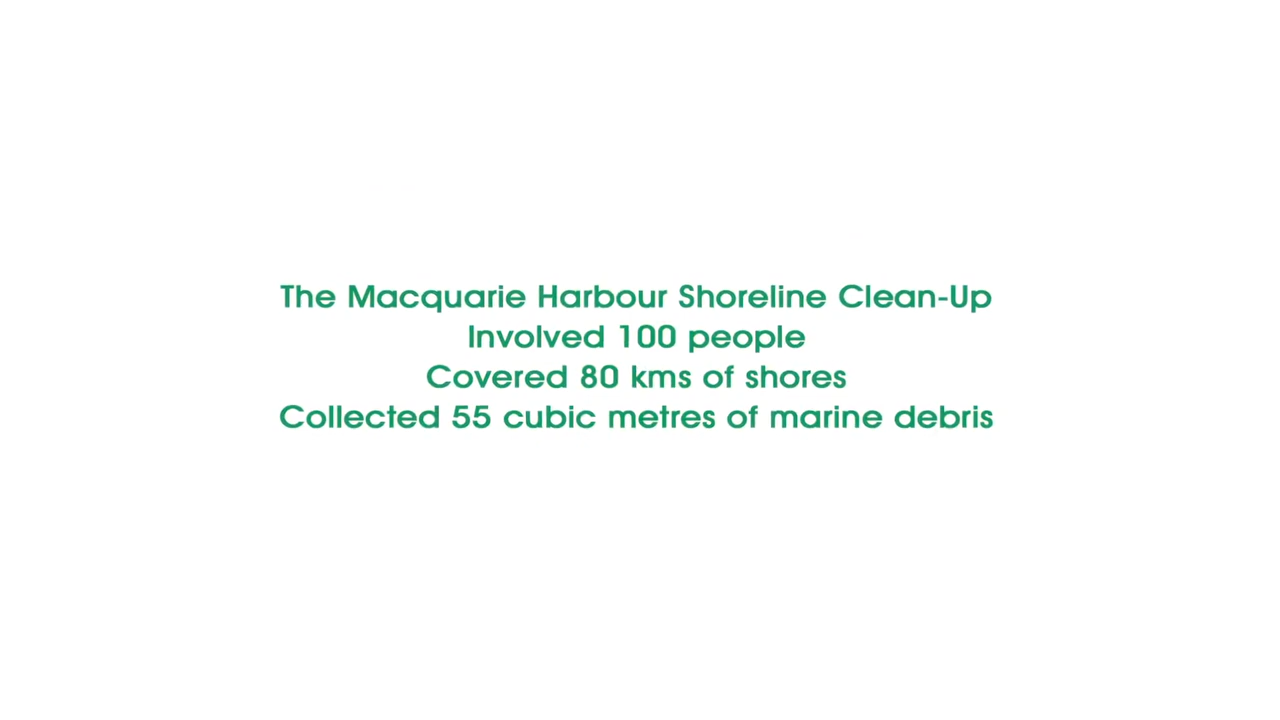 The Macquarie Harbour Shoreline Clean-Up
Involved 100 people
Covered 80 kms of shores
Collected 55 cubic metres of marine debris